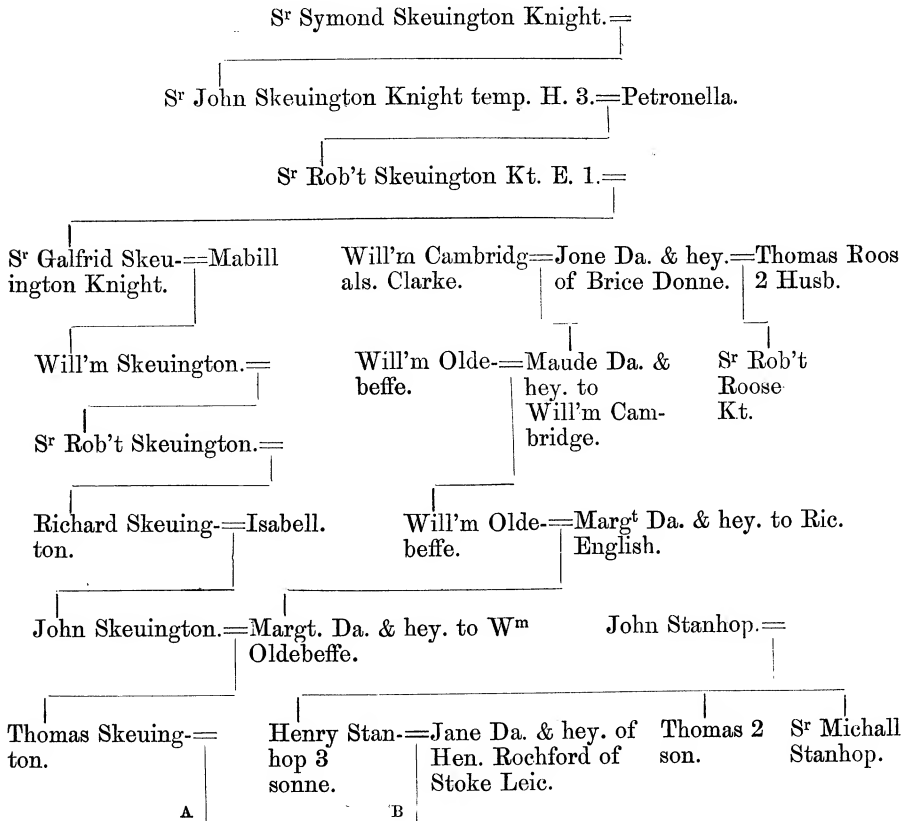 Sr Symond Skeuington Knight.=
Sr John Skeuington Knight temp. H. 3.=Petronella.
Sr Rob't Skeuington Kt. E. 1.=
Sr Galfrid Skeu-=Mabill
ington Knight.
Will'm Cambridg=Jone Da. & hey.=Thomas Roos
als. Clarke. of Brice Donne. 2 Husb.
Will'm Skeuington.=
Will'm Olde-=Maude Da. &
beffe. hey. to
Will'm Cam-
bridge.
Sr Rob't
Roose
Kt.
Sr Rob't Skeuington.=
Richard Skeuing-=Isabell.
ton.
Will'm Olde-=Margt Da. & hey. to Ric.
beffe. English.
John Skeuington.=Margt. Da. & hey. to Wm
Oldebeffe.
John Stanhop.=
Thomas Skeuing-=
ton.
Henry Stan-=Jane Da. & hey. of
hop 3 Hen. Rochford of
sonne. Stoke Leic.
Thomas 2
son.
Sr Michall
Stanhop.
A B